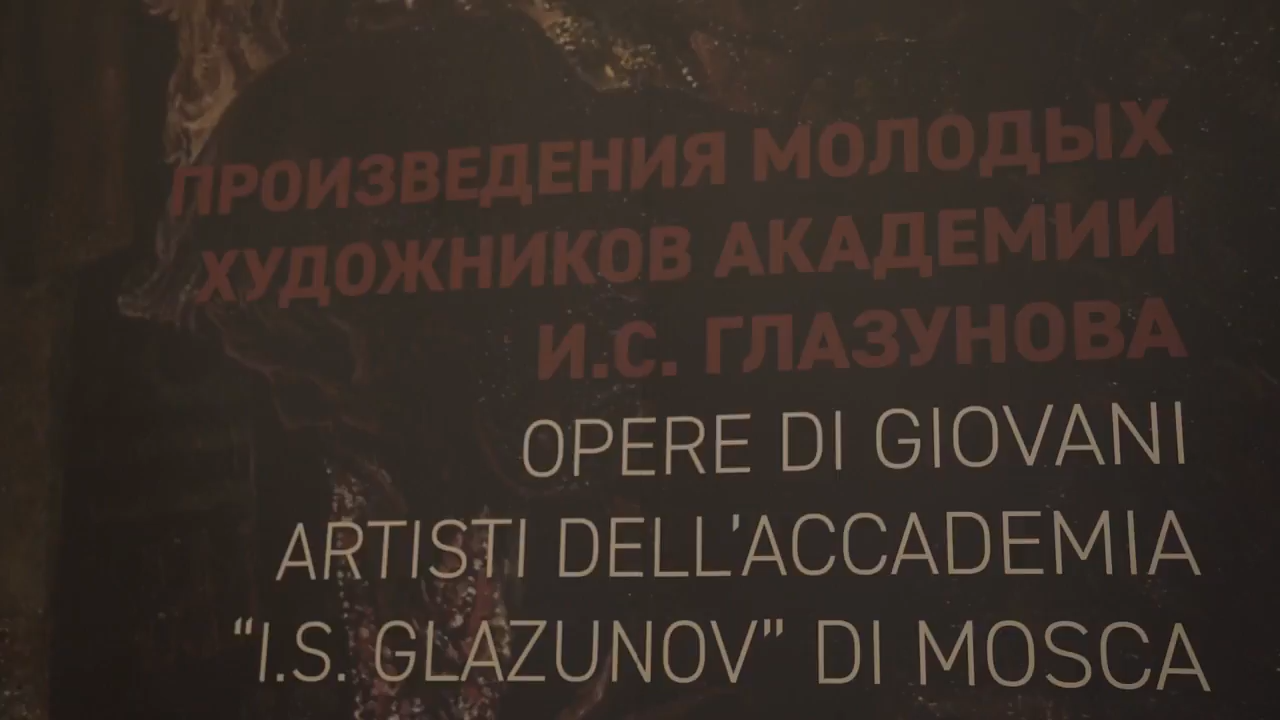 ПРОИЗВЕДЕНИЯ МОЛОДЫХ
ХУДОЖНИКОВ АКАДЕМИИ
И.С. ГЛАЗУНОВА
OPERE DI GIOVANI
ARTISTI DELL'ACCADEMIA
“I.S. GLAZUNOV” DI MOSCA